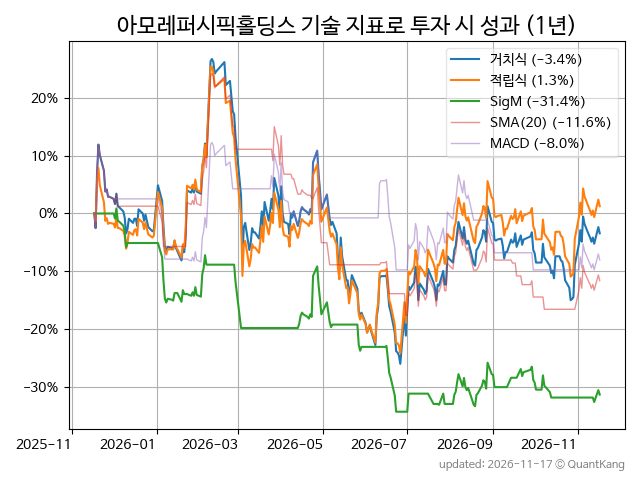 아모레퍼시픽홀딩스 기술 지표로 투자 시 성과 (1년)
거치식 (−3.4%)
적립식 (1.3%)
SigM (−31.4%)
SMA(20) (−11.6%)
MACD (−8.0%)
20%
10%
0%
−10%
−20%
−30%
2025-11 2026-01 2026-03 2026-05 2026-07 2026-09 2026-11
updated: 2026-11-17 © QuantKang